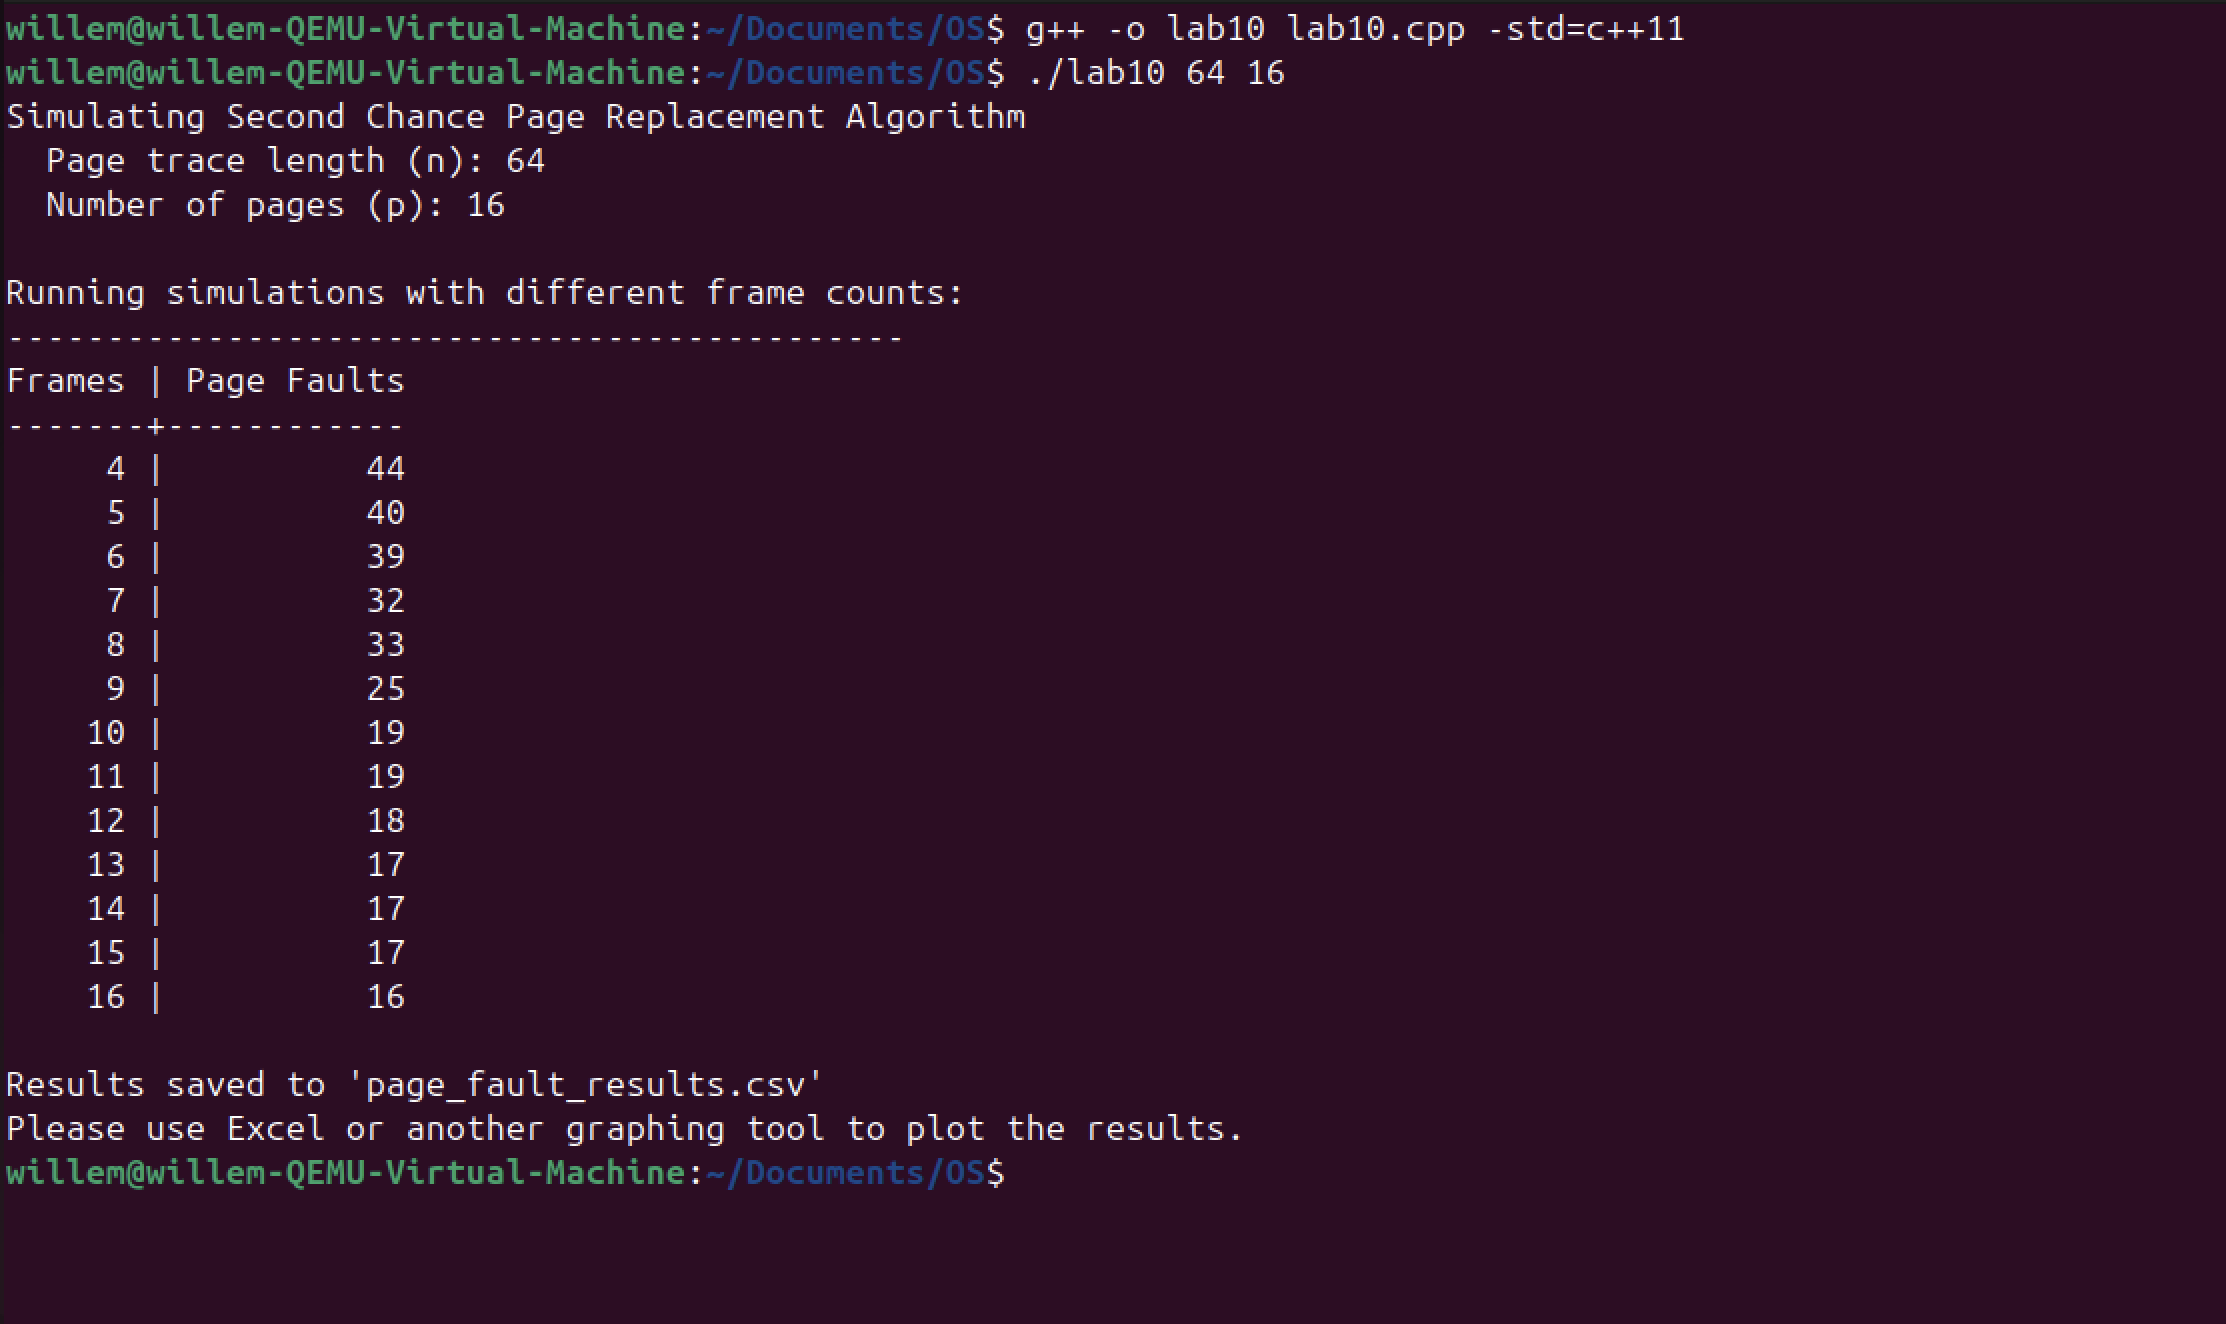 willem@willem-QEMU-Virtual-Machine:~/Documents/OS$ g++ -o lab10 lab10.cpp -std=c++11
willem@willem-QEMU-Virtual-Machine:~/Documents/OS$ ./lab10 64 16
Simulating Second Chance Page Replacement Algorithm
  Page trace length (n): 64
  Number of pages (p): 16

Running simulations with different frame counts:
---------------------------------------------
Frames | Page Faults
-------+------------
     4 |          44
     5 |          40
     6 |          39
     7 |          32
     8 |          33
     9 |          25
    10 |          19
    11 |          19
    12 |          18
    13 |          17
    14 |          17
    15 |          17
    16 |          16

Results saved to 'page_fault_results.csv'
Please use Excel or another graphing tool to plot the results.
willem@willem-QEMU-Virtual-Machine:~/Documents/OS$